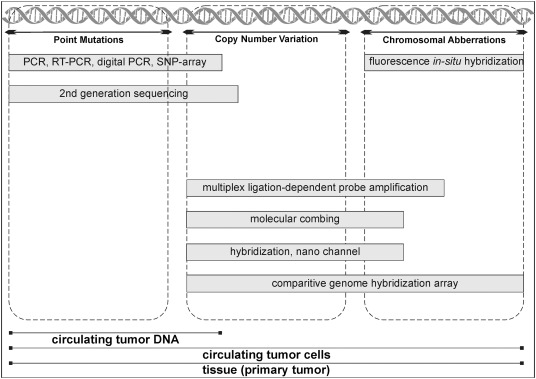 Point Mutations
Copy Number Variation
Chromosomal Abberrations
PCR, RT-PCR, digital PCR, SNP-array
fluorescence in-situ hybridization
2nd generation sequencing
multiplex ligation-dependent probe amplification
molecular combing
hybridization, nano channel
comparitive genome hybridization array
circulating tumor DNA
circulating tumor cells
tissue (primary tumor)